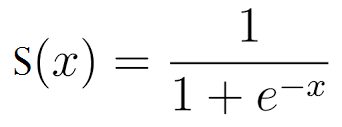 S(x) = 1 / (1 + e^{-x})